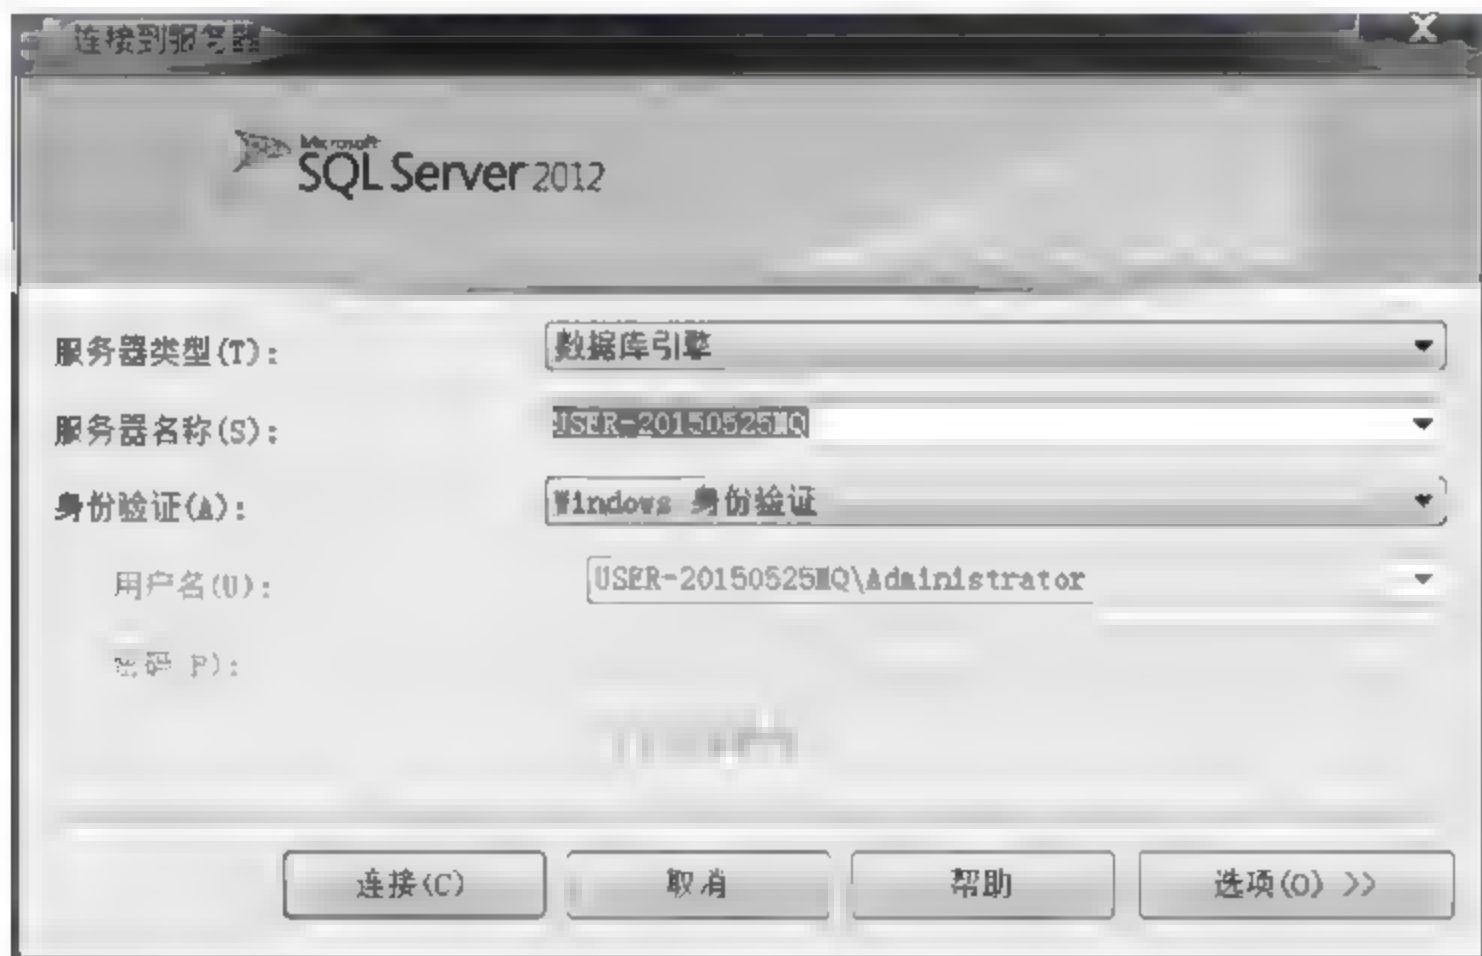 连接到服务器
Microsoft
SQL Server 2012
服务器类型(T): 数据库引擎
服务器名称(S): USER-20150525MQ
身份验证(A): Windows 身份验证
用户名(U): USER-20150525MQ\Administrator
密码 P):
连接(C) 取消 帮助 选项(O) >>